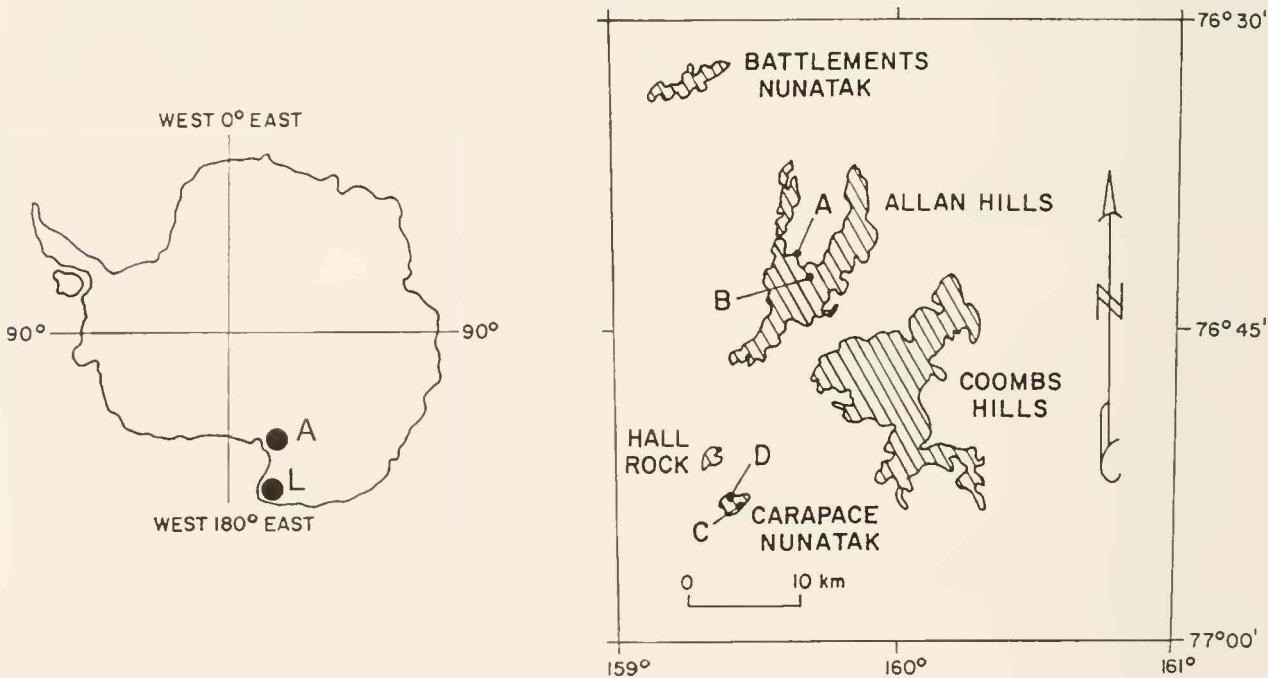 WEST 0° EAST
90°
90°
A
L
WEST 180° EAST
76° 30'
BATTLEMENTS
NUNATAK
A
ALLAN HILLS
B
N
76° 45'
COOMBS
HILLS
HALL
ROCK
D
C
CARAPACE
NUNATAK
0 10 km
77° 00'
159° 160° 161°